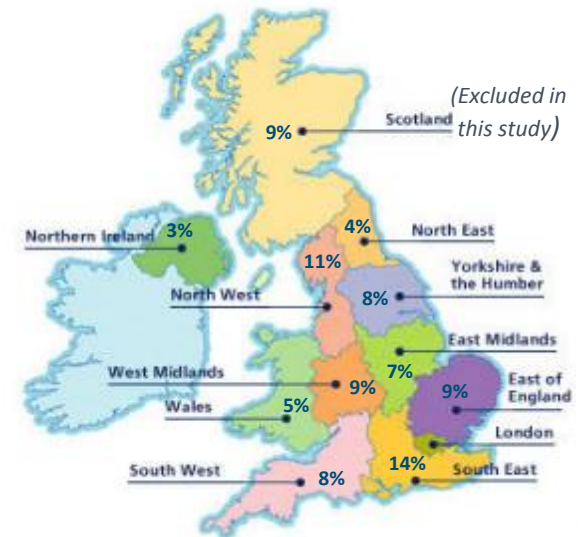 (Excluded in
this study)
Scotland
9%
3%
Northern Ireland
4%
North East
11%
North West
8%
Yorkshire &
the Humber
East Midlands
7%
West Midlands
9%
9%
East of
England
Wales
5%
London
14%
South East
South West
8%